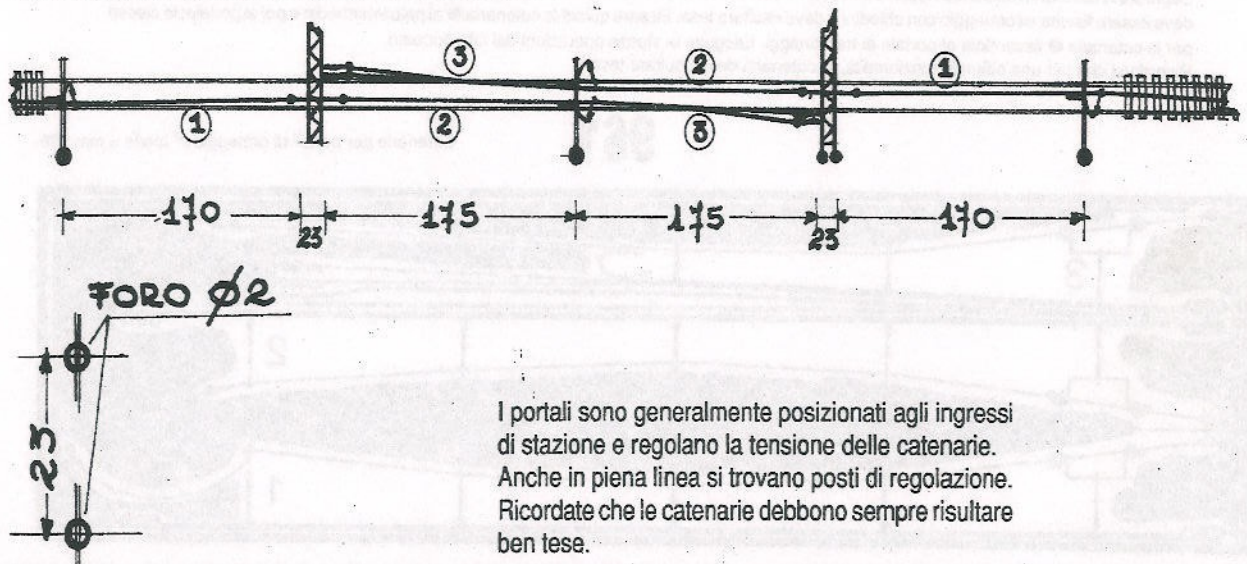 3 2 1
1 2 3
170 23 175 175 23 170
FORO Ø2
23
I portali sono generalmente posizionati agli ingressi
di stazione e regolano la tensione delle catenarie.
Anche in piena linea si trovano posti di regolazione.
Ricordate che le catenarie debbono sempre risultare
ben tese.